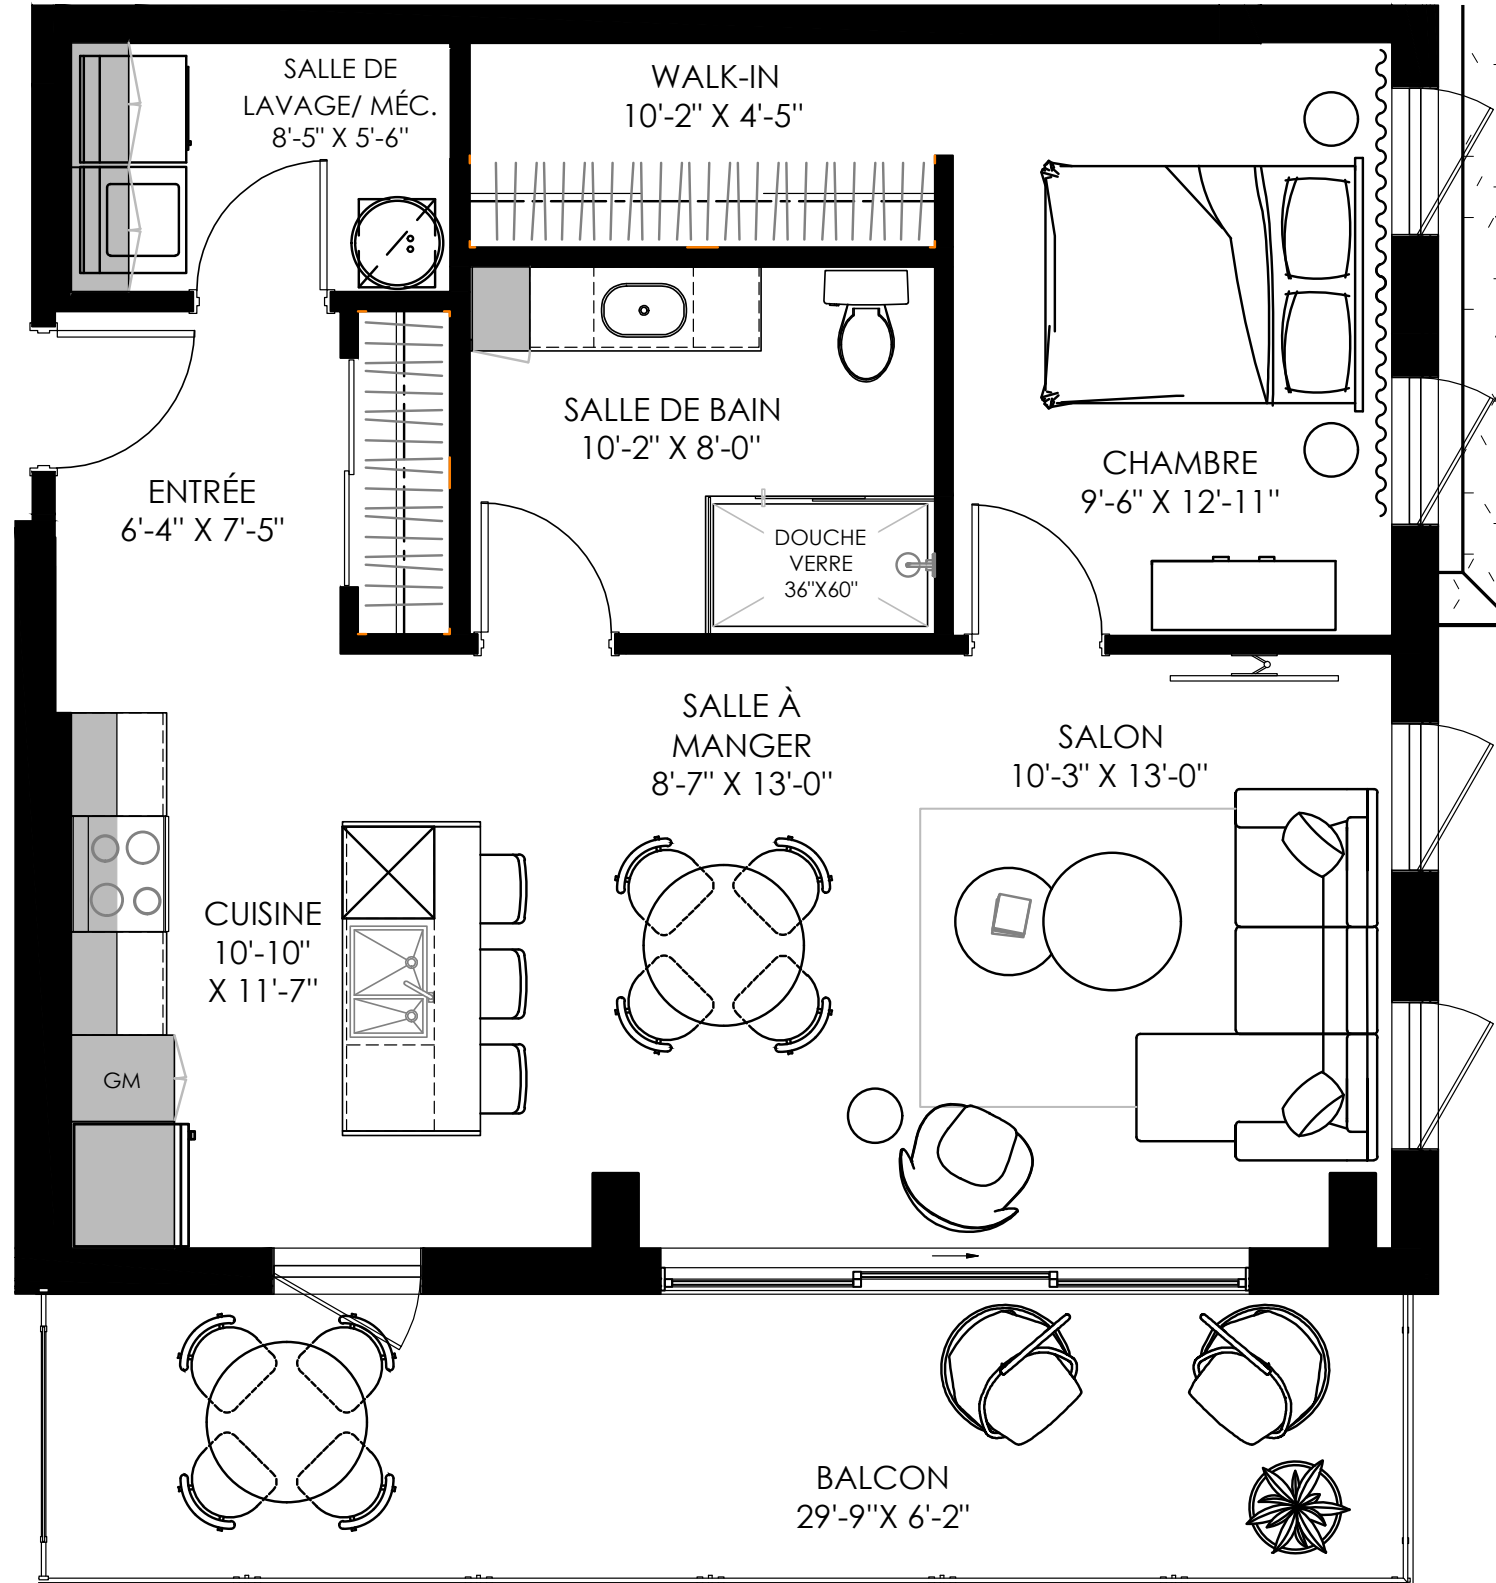 SALLE DE
LAVAGE/ MÉC.
8'-5" X 5'-6"
WALK-IN
10'-2" X 4'-5"
SALLE DE BAIN
10'-2" X 8'-0"
CHAMBRE
9'-6" X 12'-11"
ENTRÉE
6'-4" X 7'-5"
DOUCHE
VERRE
36"X60"
SALLE À
MANGER
8'-7" X 13'-0"
SALON
10'-3" X 13'-0"
CUISINE
10'-10"
X 11'-7"
GM
BALCON
29'-9"X 6'-2"